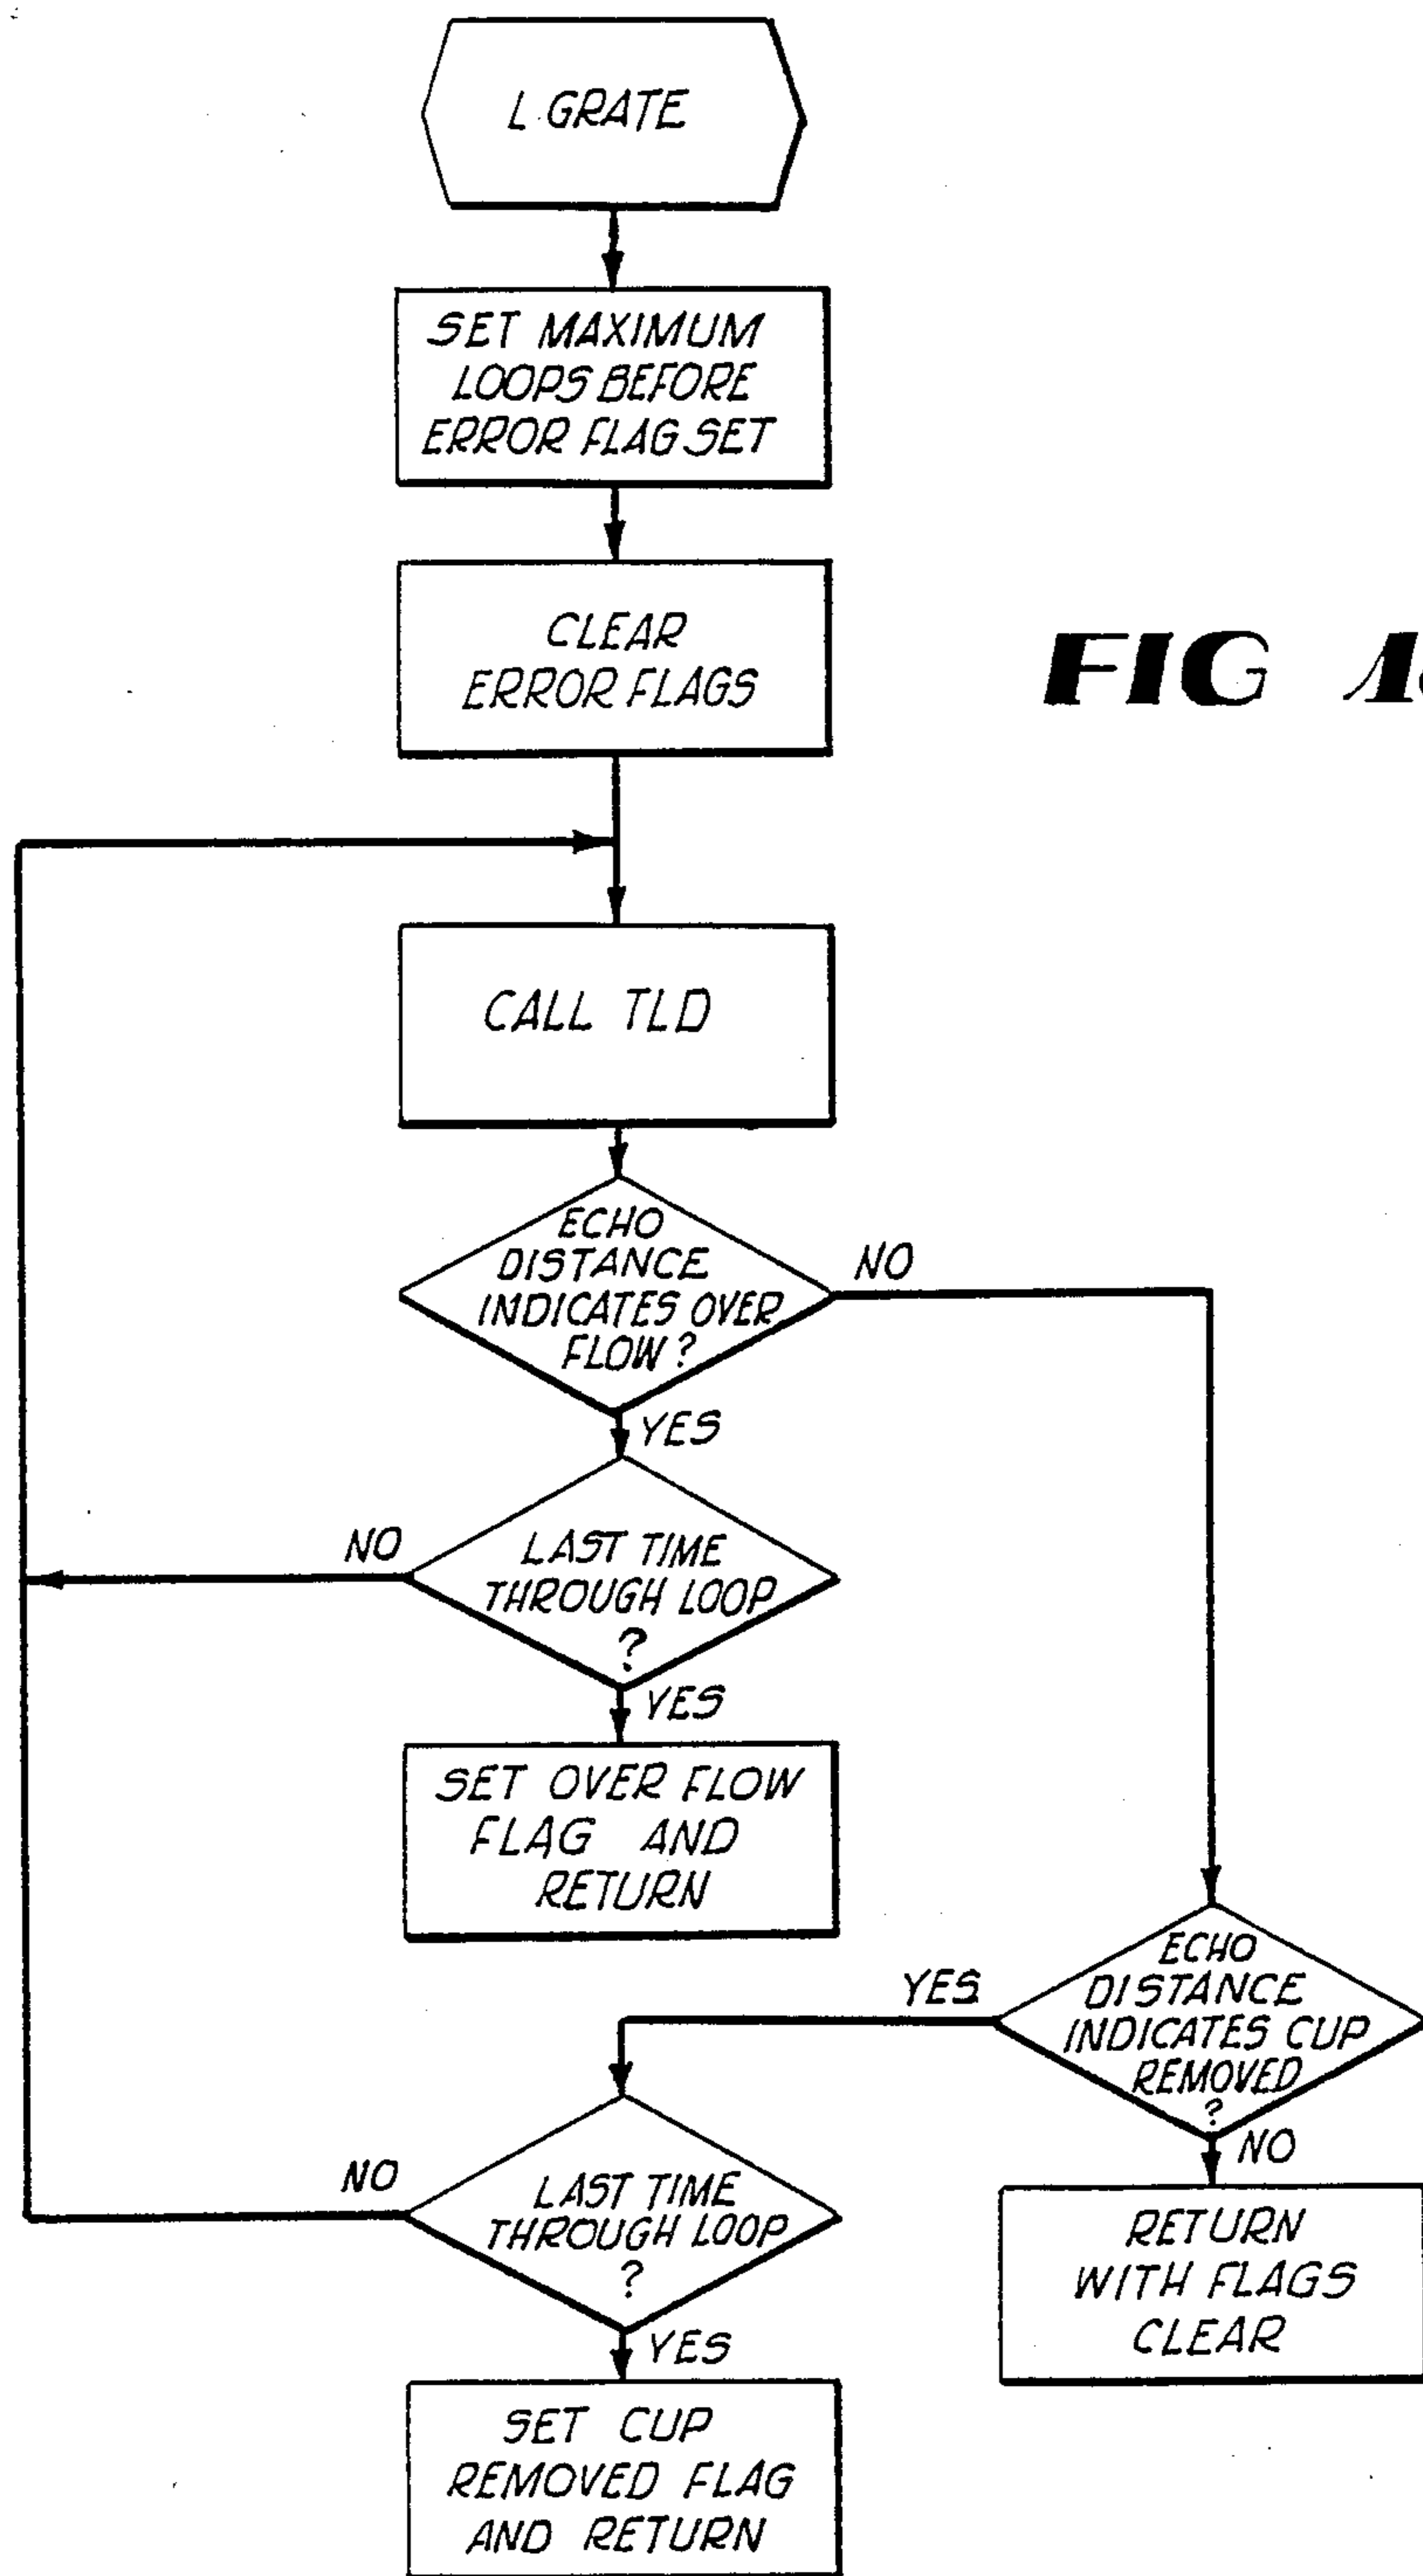 L GRATE
SET MAXIMUM
LOOPS BEFORE
ERROR FLAG SET
CLEAR
ERROR FLAGS
FIG
CALL TLD
ECHO
DISTANCE
INDICATES OVER
FLOW?
NO
YES
LAST TIME
THROUGH LOOP
?
NO
YES
SET OVER FLOW
FLAG AND
RETURN
ECHO
DISTANCE
INDICATES CUP
REMOVED
?
YES
NO
LAST TIME
THROUGH LOOP
?
NO
YES
RETURN
WITH FLAGS
CLEAR
SET CUP
REMOVED FLAG
AND RETURN